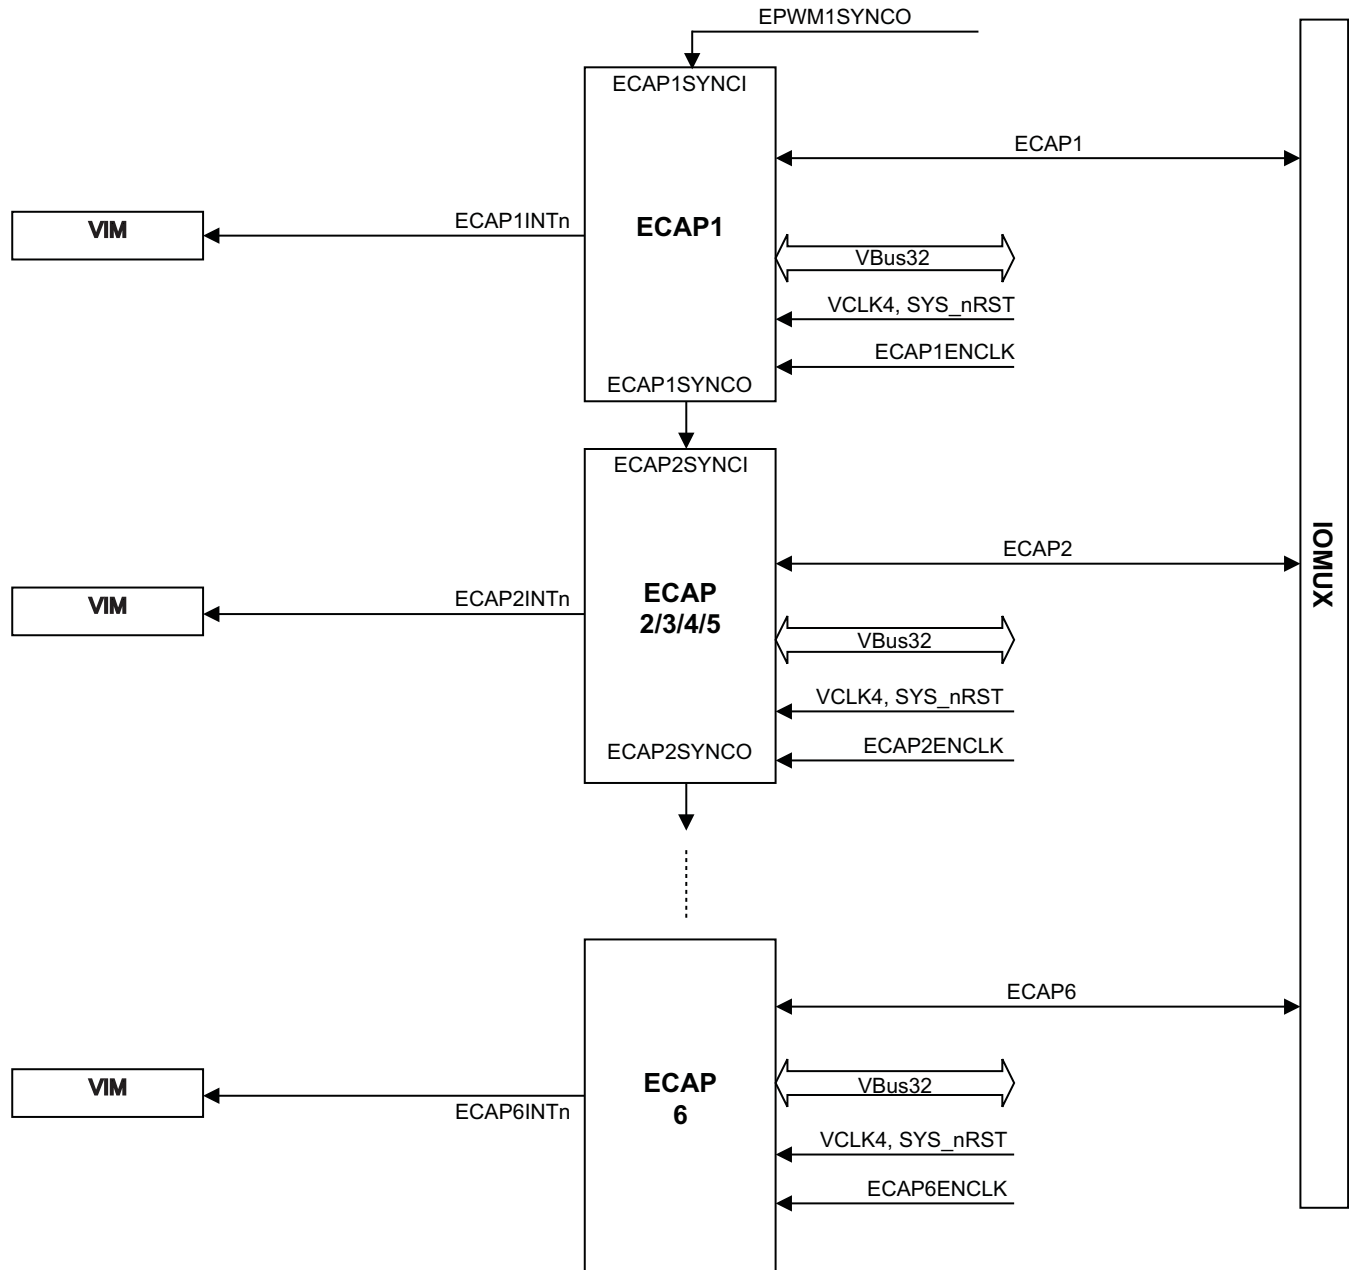 EPWM1SYNCO
ECAP1SYNCI
ECAP1
VIM
ECAP1INTn
ECAP1
VBus32
VCLK4, SYS_nRST
ECAP1ENCLK
ECAP1SYNCO
ECAP2SYNCI
ECAP2
IOMUX
VIM
ECAP2INTn
ECAP
2/3/4/5
VBus32
VCLK4, SYS_nRST
ECAP2ENCLK
ECAP2SYNCO
ECAP6
VIM
ECAP6INTn
ECAP
6
VBus32
VCLK4, SYS_nRST
ECAP6ENCLK